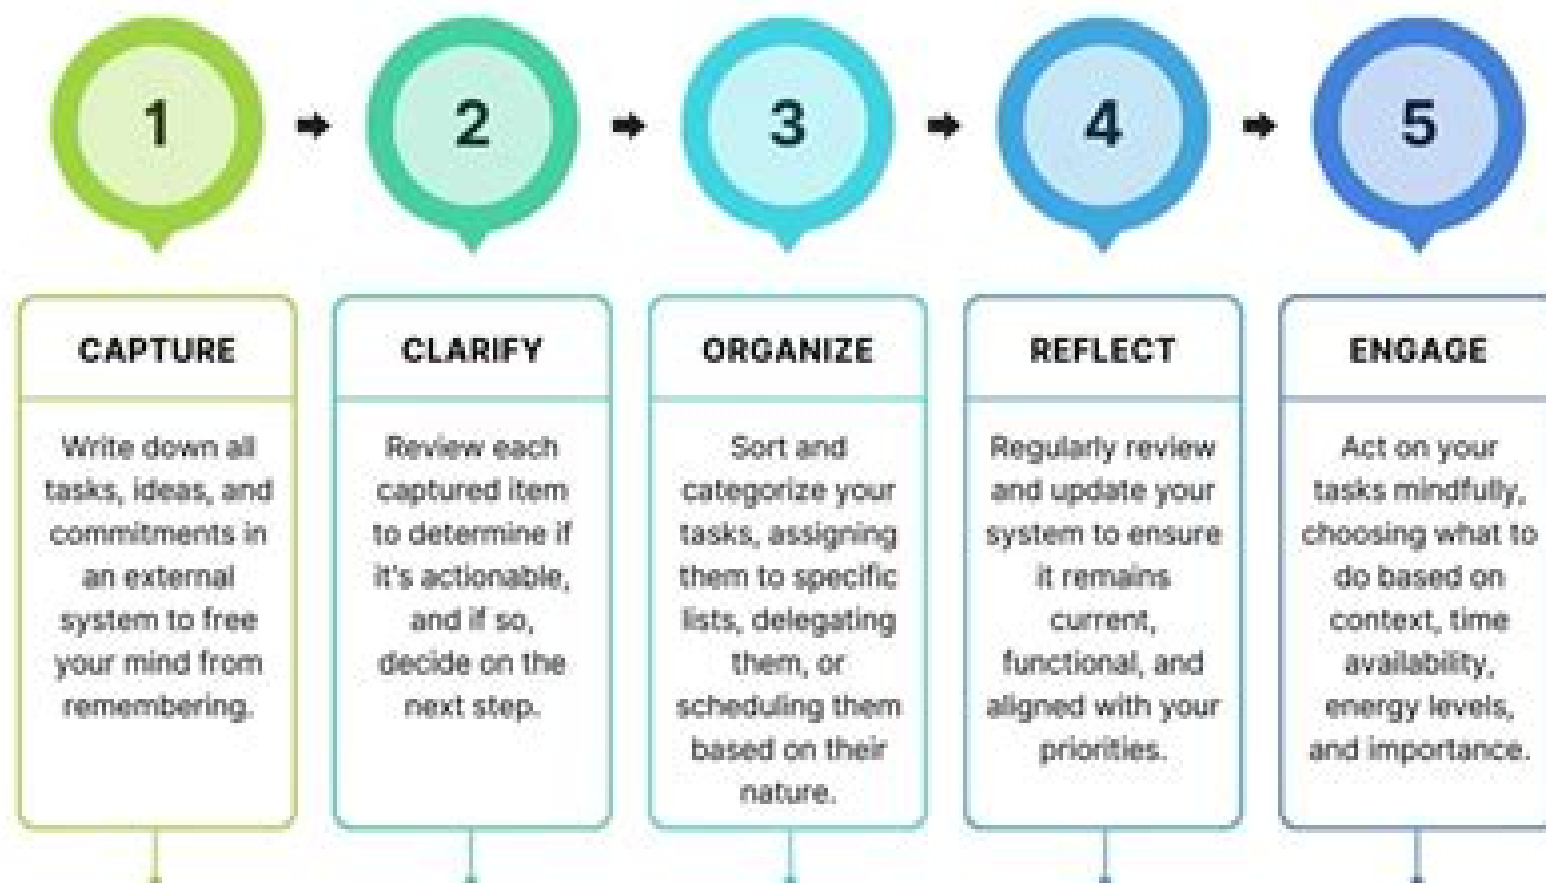 1
2
3
4
5
CAPTURE
Write down all
tasks, ideas, and
commitments in
an external
system to free
your mind from
remembering.
CLARIFY
Review each
captured item
to determine if
it's actionable,
and if so,
decide on the
next step.
ORGANIZE
Sort and
categorize your
tasks, assigning
them to specific
lists, delegating
them, or
scheduling them
based on their
nature.
REFLECT
Regularly review
and update your
system to ensure
it remains
current,
functional, and
aligned with your
priorities.
ENGAGE
Act on your
tasks mindfully,
choosing what to
do based on
context, time
availability,
energy levels,
and importance.